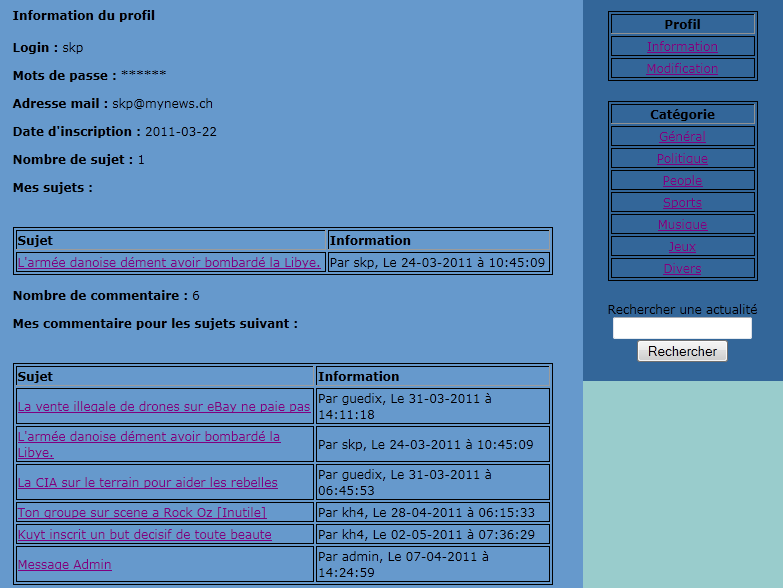 Information du profil
Login : skp
Mots de passe : ******
Adresse mail : skp@mynews.ch
Date d'inscription : 2011-03-22
Nombre de sujet : 1
Mes sujets :
Sujet Information
L'armée danoise dément avoir bombardé la Libye. Par skp, Le 24-03-2011 à 10:45:09
Nombre de commentaire : 6
Mes commentaire pour les sujets suivant :
Sujet Information
La vente illegale de drones sur eBay ne paie pas Par guedix, Le 31-03-2011 à
14:11:18
L'armée danoise dément avoir bombardé la
Libye. Par skp, Le 24-03-2011 à 10:45:09
La CIA sur le terrain pour aider les rebelles Par guedix, Le 31-03-2011 à
06:45:53
Ton groupe sur scene a Rock Oz [Inutile] Par kh4, Le 28-04-2011 à 06:15:33
Kuyt inscrit un but decisif de toute beaute Par kh4, Le 02-05-2011 à 07:36:29
Message Admin Par admin, Le 07-04-2011 à
14:24:59
Profil
Information
Modification
Catégorie
Général
Politique
People
Sports
Musique
Jeux
Divers
Rechercher une actualité
Rechercher